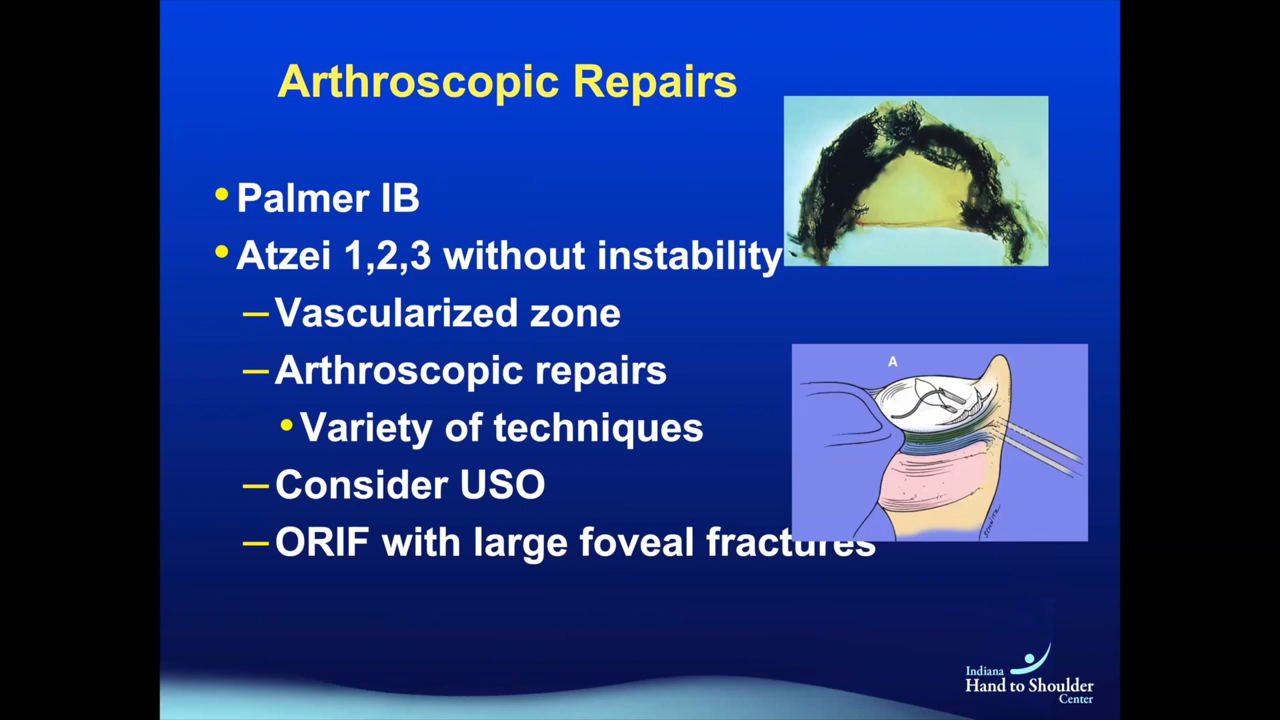 Arthroscopic Repairs
• Palmer IB
• Atzei 1,2,3 without instability
– Vascularized zone
– Arthroscopic repairs
• Variety of techniques
– Consider USO
– ORIF with large foveal fractures
A
Indiana
Hand to Shoulder
Center